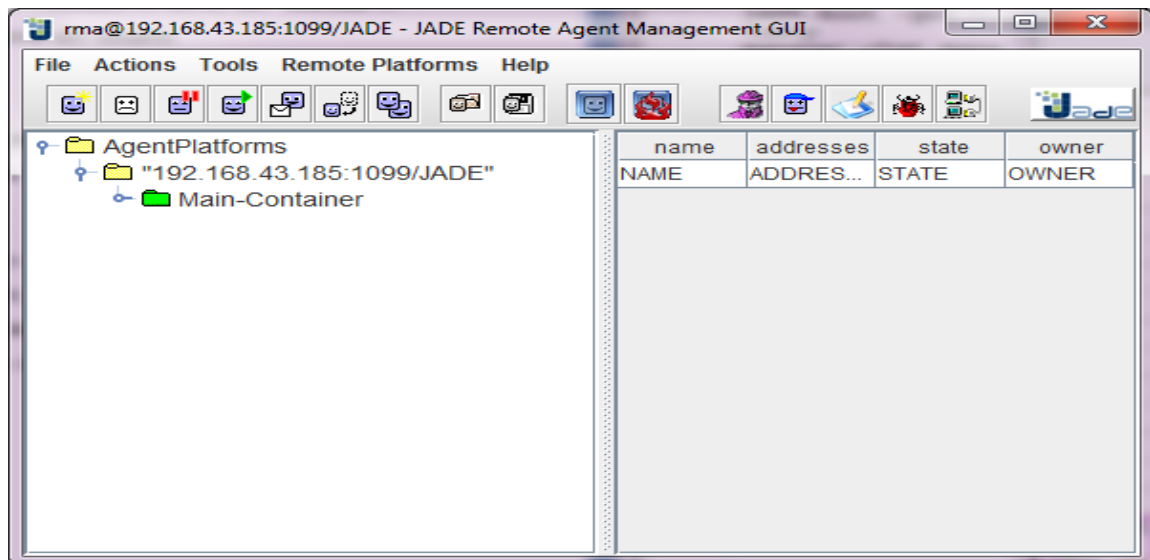 rma@192.168.43.185:1099/JADE - JADE Remote Agent Management GUI
File Actions Tools Remote Platforms Help
Jade
AgentPlatforms
"192.168.43.185:1099/JADE"
Main-Container
name addresses state owner
NAME ADDRES... STATE OWNER